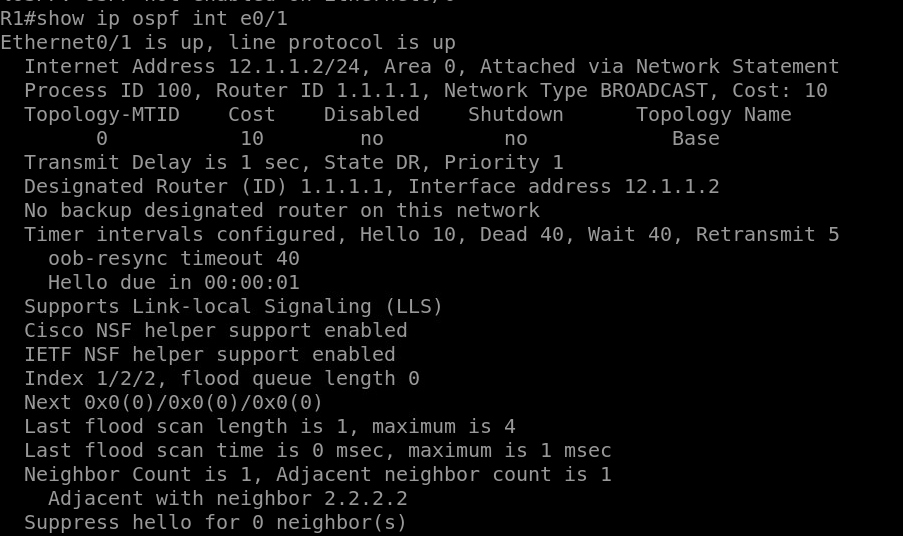 R1#show ip ospf int e0/1
Ethernet0/1 is up, line protocol is up
  Internet Address 12.1.1.2/24, Area 0, Attached via Network Statement
  Process ID 100, Router ID 1.1.1.1, Network Type BROADCAST, Cost: 10
  Topology-MTID    Cost    Disabled    Shutdown      Topology Name
        0           10        no          no            Base
  Transmit Delay is 1 sec, State DR, Priority 1
  Designated Router (ID) 1.1.1.1, Interface address 12.1.1.2
  No backup designated router on this network
  Timer intervals configured, Hello 10, Dead 40, Wait 40, Retransmit 5
    oob-resync timeout 40
    Hello due in 00:00:01
  Supports Link-local Signaling (LLS)
  Cisco NSF helper support enabled
  IETF NSF helper support enabled
  Index 1/2/2, flood queue length 0
  Next 0x0(0)/0x0(0)/0x0(0)
  Last flood scan length is 1, maximum is 4
  Last flood scan time is 0 msec, maximum is 1 msec
  Neighbor Count is 1, Adjacent neighbor count is 1
    Adjacent with neighbor 2.2.2.2
  Suppress hello for 0 neighbor(s)